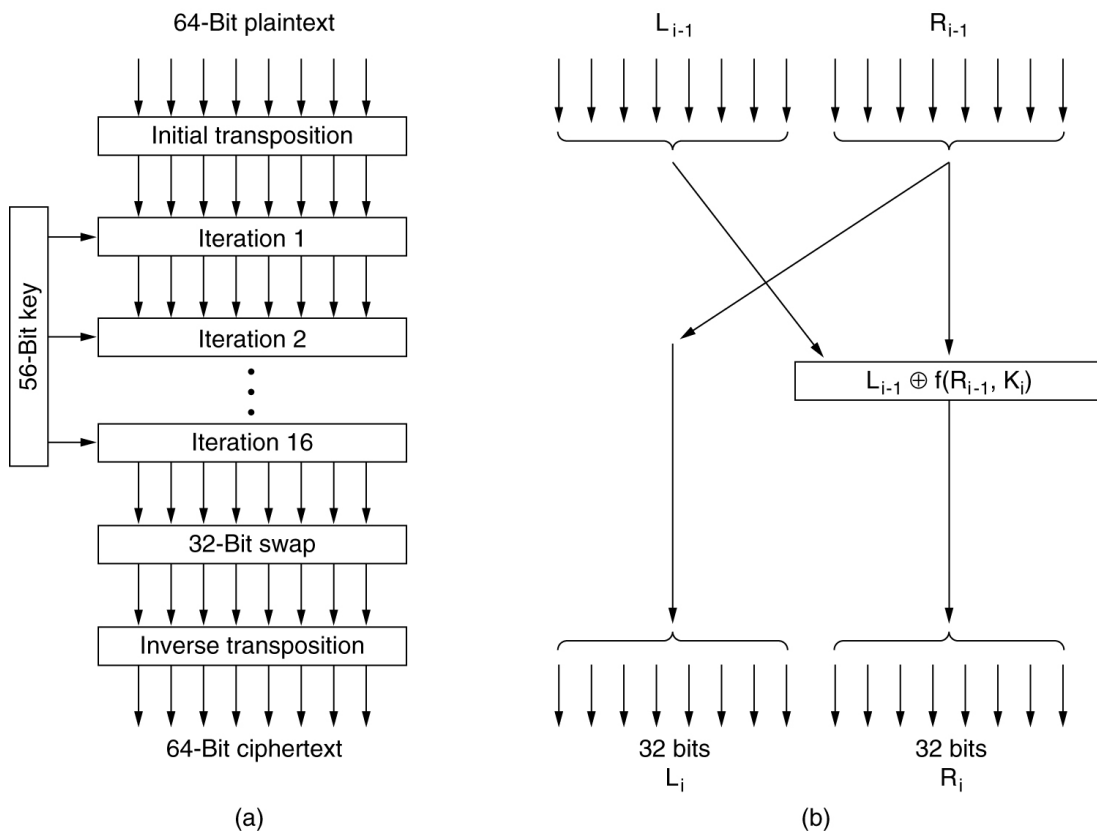 64-Bit plaintext
Initial transposition
56-Bit key
Iteration 1
Iteration 2
Iteration 16
32-Bit swap
Inverse transposition
64-Bit ciphertext
(a)
L i-1
R i-1
L i-1 ⊕ f(R i-1, K i)
32 bits
L i
32 bits
R i
(b)